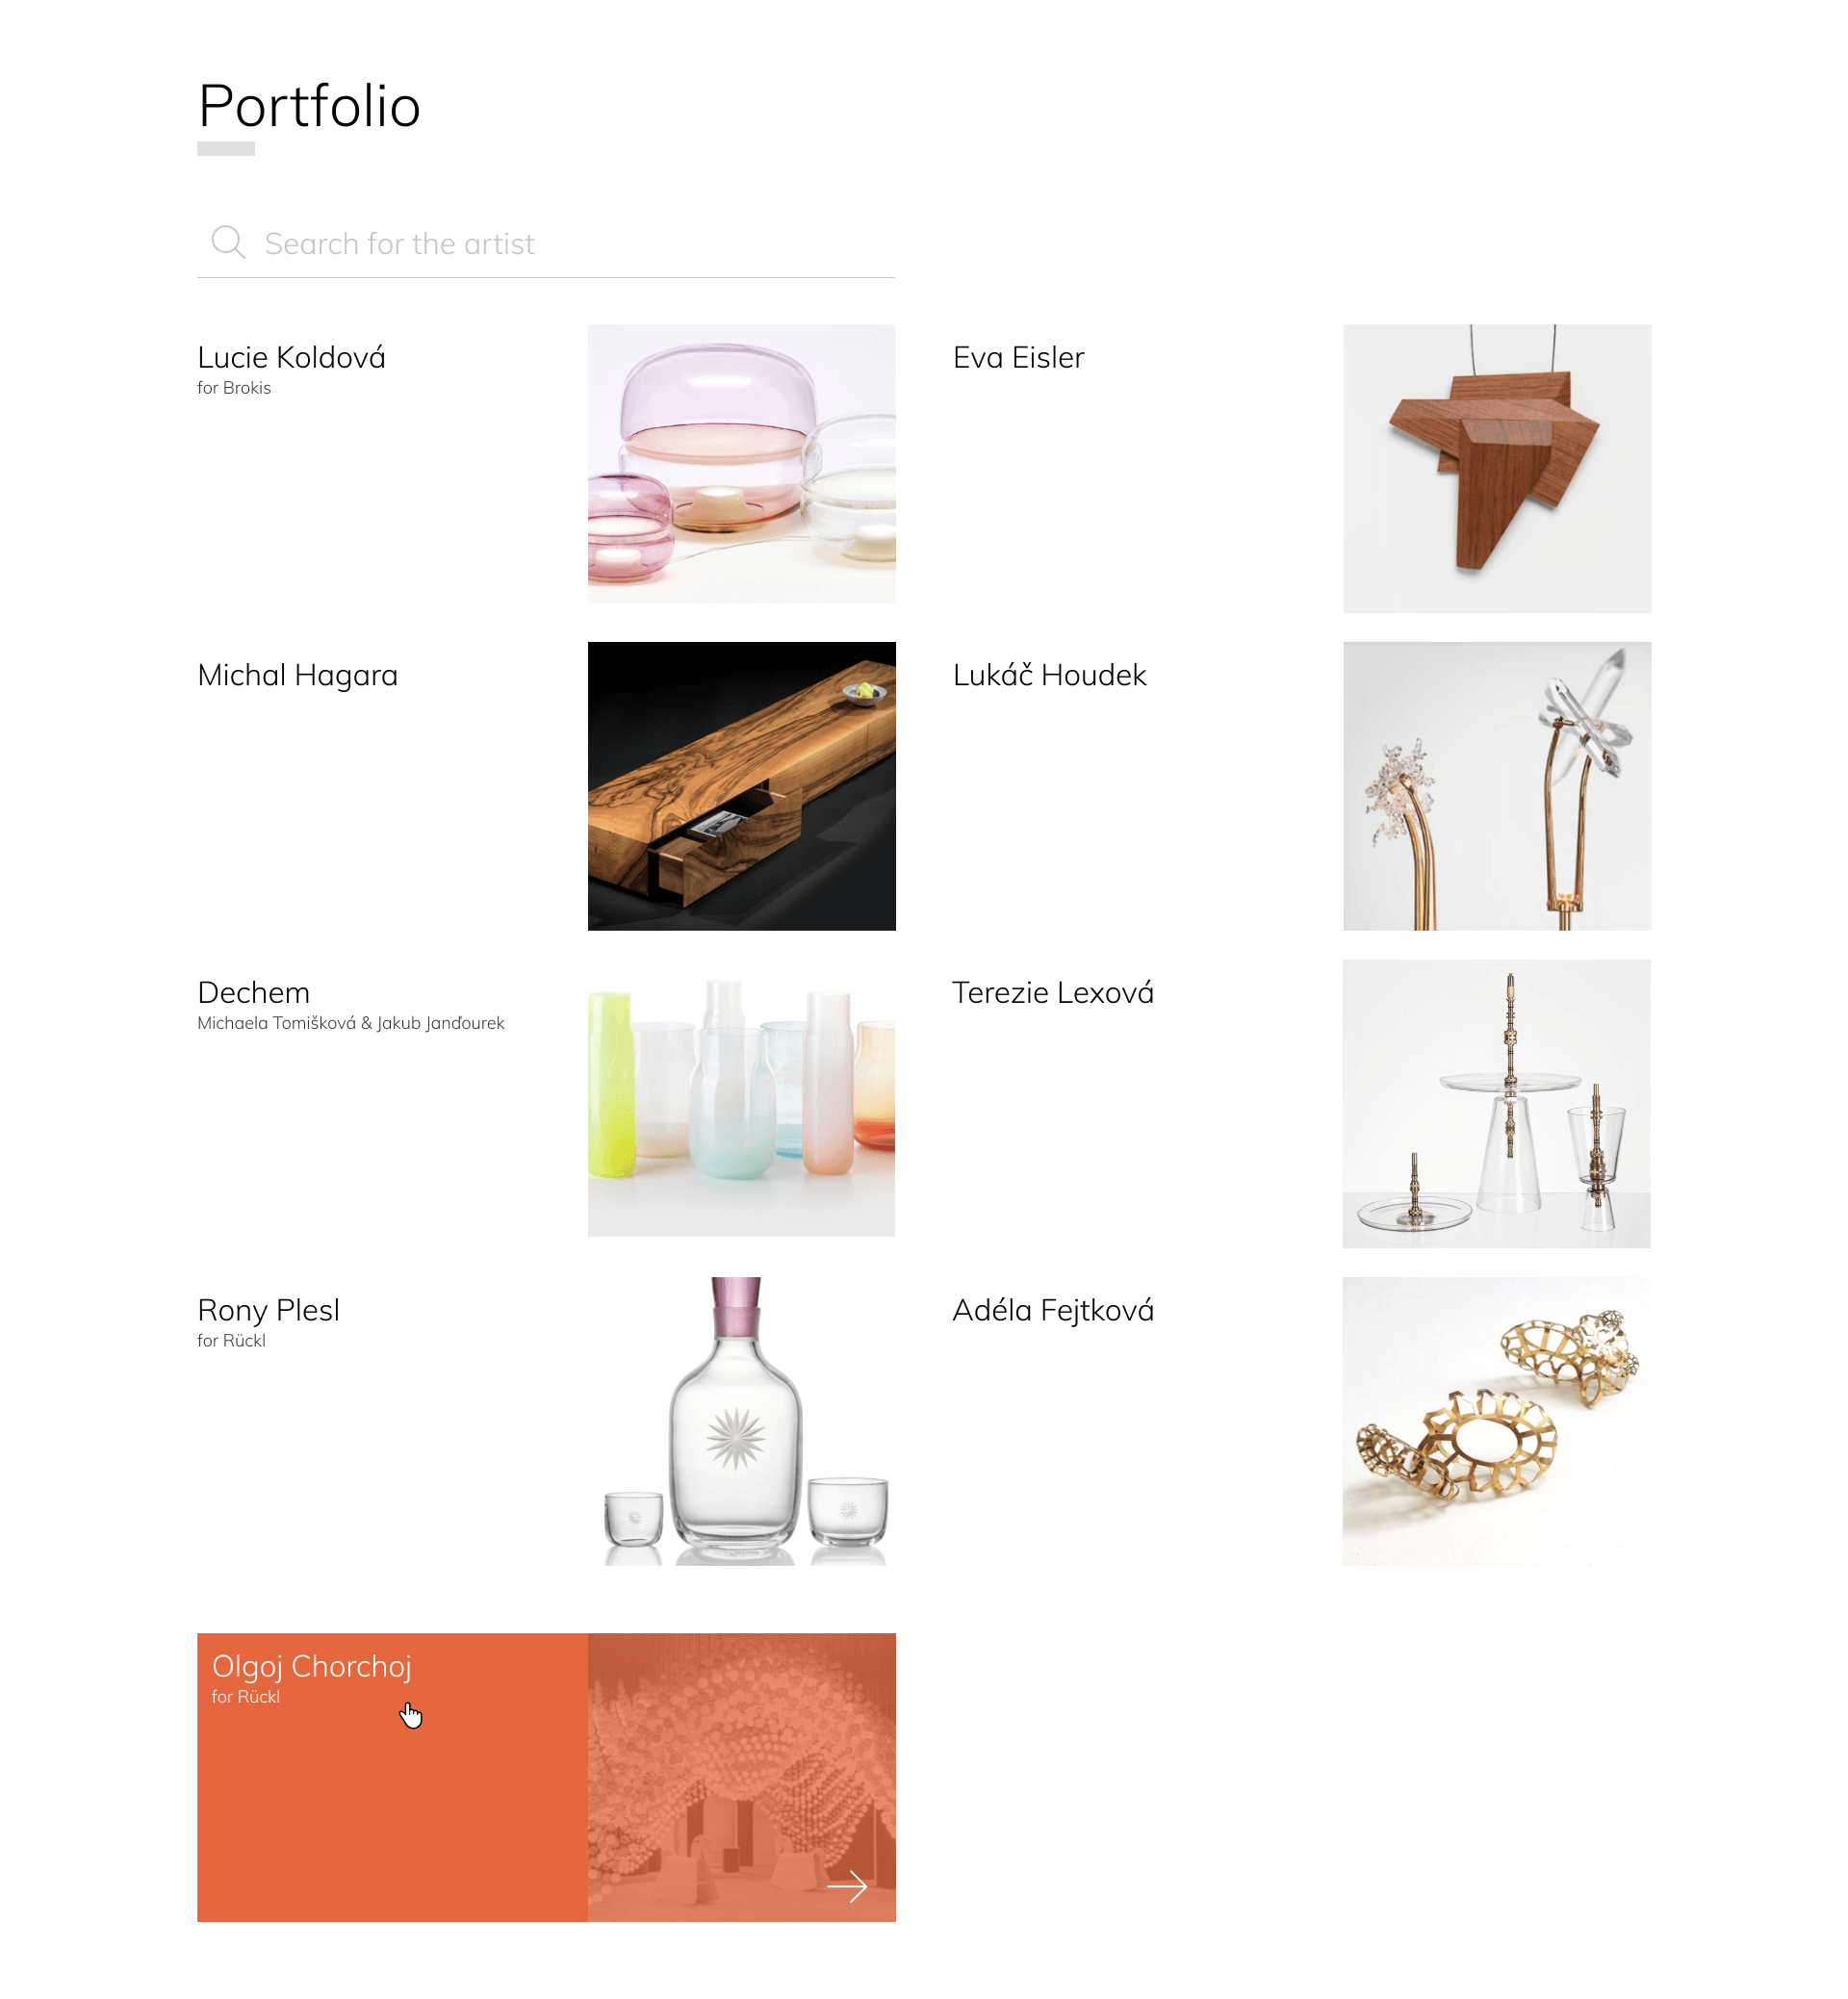 Portfolio
Search for the artist
Lucie Koldová
for Brokis
Eva Eisler
Michal Hagara
Lukáč Houdek
Dechem
Michaela Tomišková & Jakub Janďourek
Terezie Lexová
Rony Plesl
for Rückl
Adéla Fejtková
Olgoj Chorchoj
for Rückl